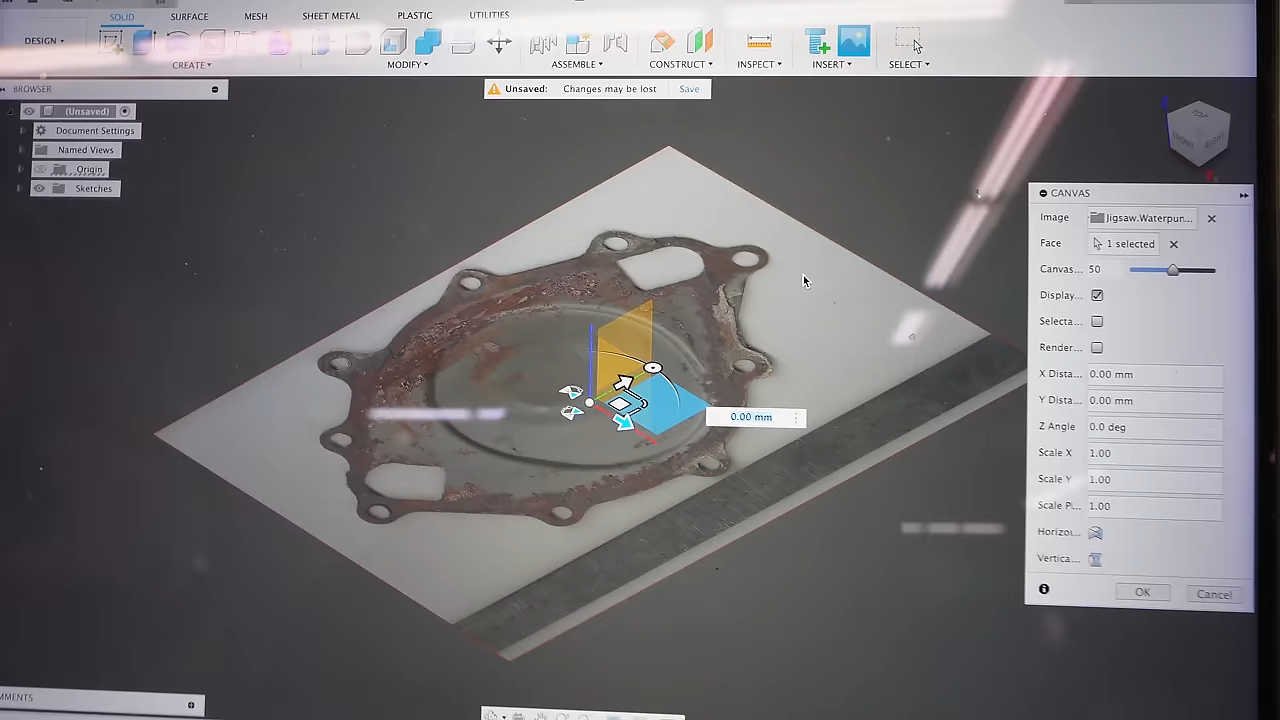 SOLID
SURFACE
MESH
SHEET METAL
PLASTIC
UTILITIES
DESIGN
CREATE
MODIFY
ASSEMBLE
CONSTRUCT
INSPECT
INSERT
SELECT
BROWSER
Unsaved: Changes may be lost Save
(Unsaved)
Document Settings
Named Views
Origin
Sketches
TOP
RIGHT
CANVAS
Image Jigsaw.Waterpun...
Face 1 selected
Canvas... 50
Display...
Selecta...
Render...
X Dista... 0.00 mm
Y Dista... 0.00 mm
Z Angle 0.0 deg
Scale X 1.00
Scale Y 1.00
Scale Pl... 1.00
Horizo...
Vertica...
OK Cancel
0.00 mm
MMENTS